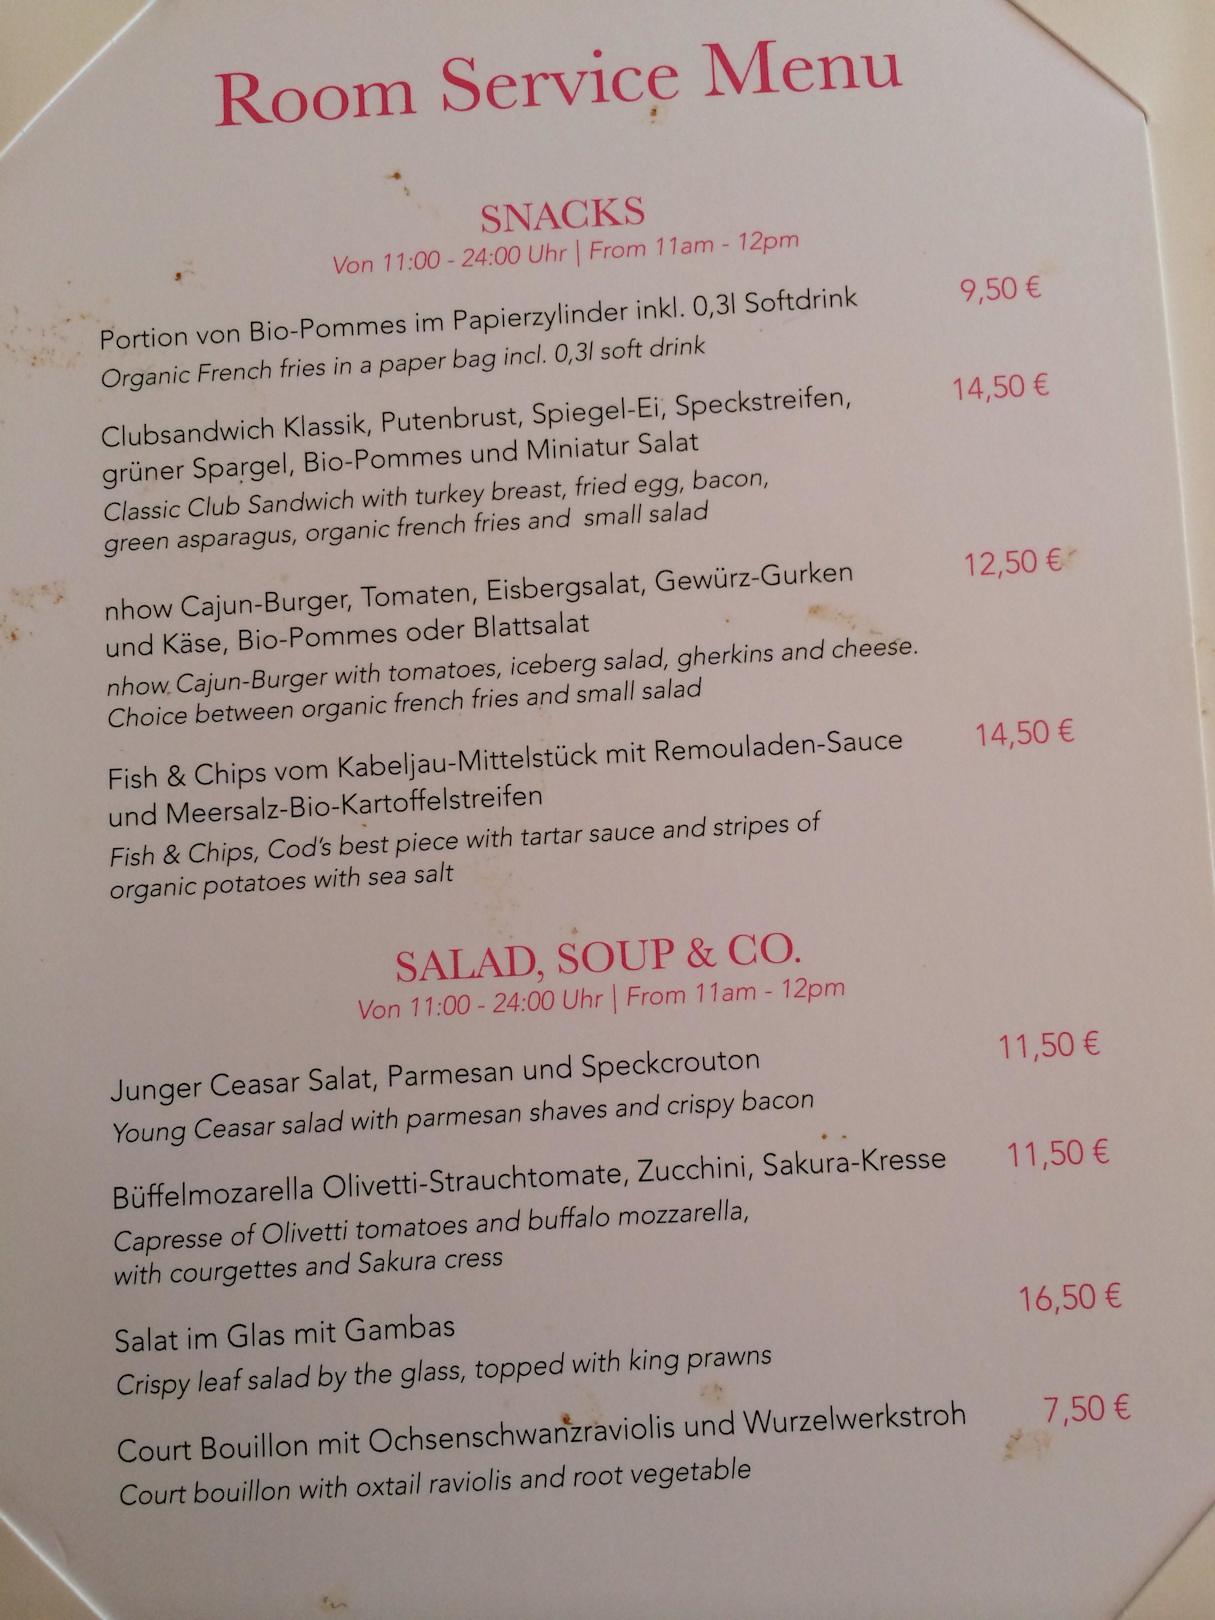 Room Service Menu
SNACKS
Von 11:00 - 24:00 Uhr | From 11am - 12pm
Portion von Bio-Pommes im Papierzylinder inkl. 0,3l Softdrink 9,50 €
Organic French fries in a paper bag incl. 0,3l soft drink
Clubsandwich Klassik, Putenbrust, Spiegel-Ei, Speckstreifen, 14,50 €
grüner Spargel, Bio-Pommes und Miniatur Salat
Classic Club Sandwich with turkey breast, fried egg, bacon,
green asparagus, organic french fries and small salad
nhow Cajun-Burger, Tomaten, Eisbergsalat, Gewürz-Gurken 12,50 €
und Käse, Bio-Pommes oder Blattsalat
nhow Cajun-Burger with tomatoes, iceberg salad, gherkins and cheese.
Choice between organic french fries and small salad
Fish & Chips vom Kabeljau-Mittelstück mit Remouladen-Sauce 14,50 €
und Meersalz-Bio-Kartoffelstreifen
Fish & Chips, Cod's best piece with tartar sauce and stripes of
organic potatoes with sea salt
SALAD, SOUP & CO.
Von 11:00 - 24:00 Uhr | From 11am - 12pm
Junger Ceasar Salat, Parmesan und Speckcrouton 11,50 €
Young Ceasar salad with parmesan shaves and crispy bacon
Büffelmozarella Olivetti-Strauchtomate, Zucchini, Sakura-Kresse 11,50 €
Capresse of Olivetti tomatoes and buffalo mozzarella,
with courgettes and Sakura cress
Salat im Glas mit Gambas 16,50 €
Crispy leaf salad by the glass, topped with king prawns
Court Bouillon mit Ochsenschwanzraviolis und Wurzelwerkstroh 7,50 €
Court bouillon with oxtail raviolis and root vegetable